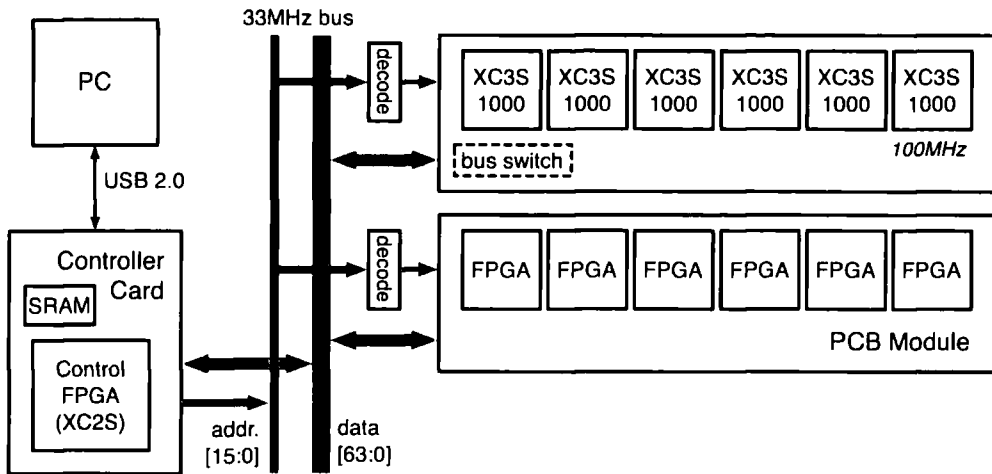 33MHz bus
PC
decode
XC3S 1000
XC3S 1000
XC3S 1000
XC3S 1000
XC3S 1000
XC3S 1000
100MHz
bus switch
USB 2.0
Controller
Card
SRAM
Control
FPGA
(XC2S)
decode
FPGA
FPGA
FPGA
FPGA
FPGA
FPGA
PCB Module
addr.
[15:0]
data
[63:0]